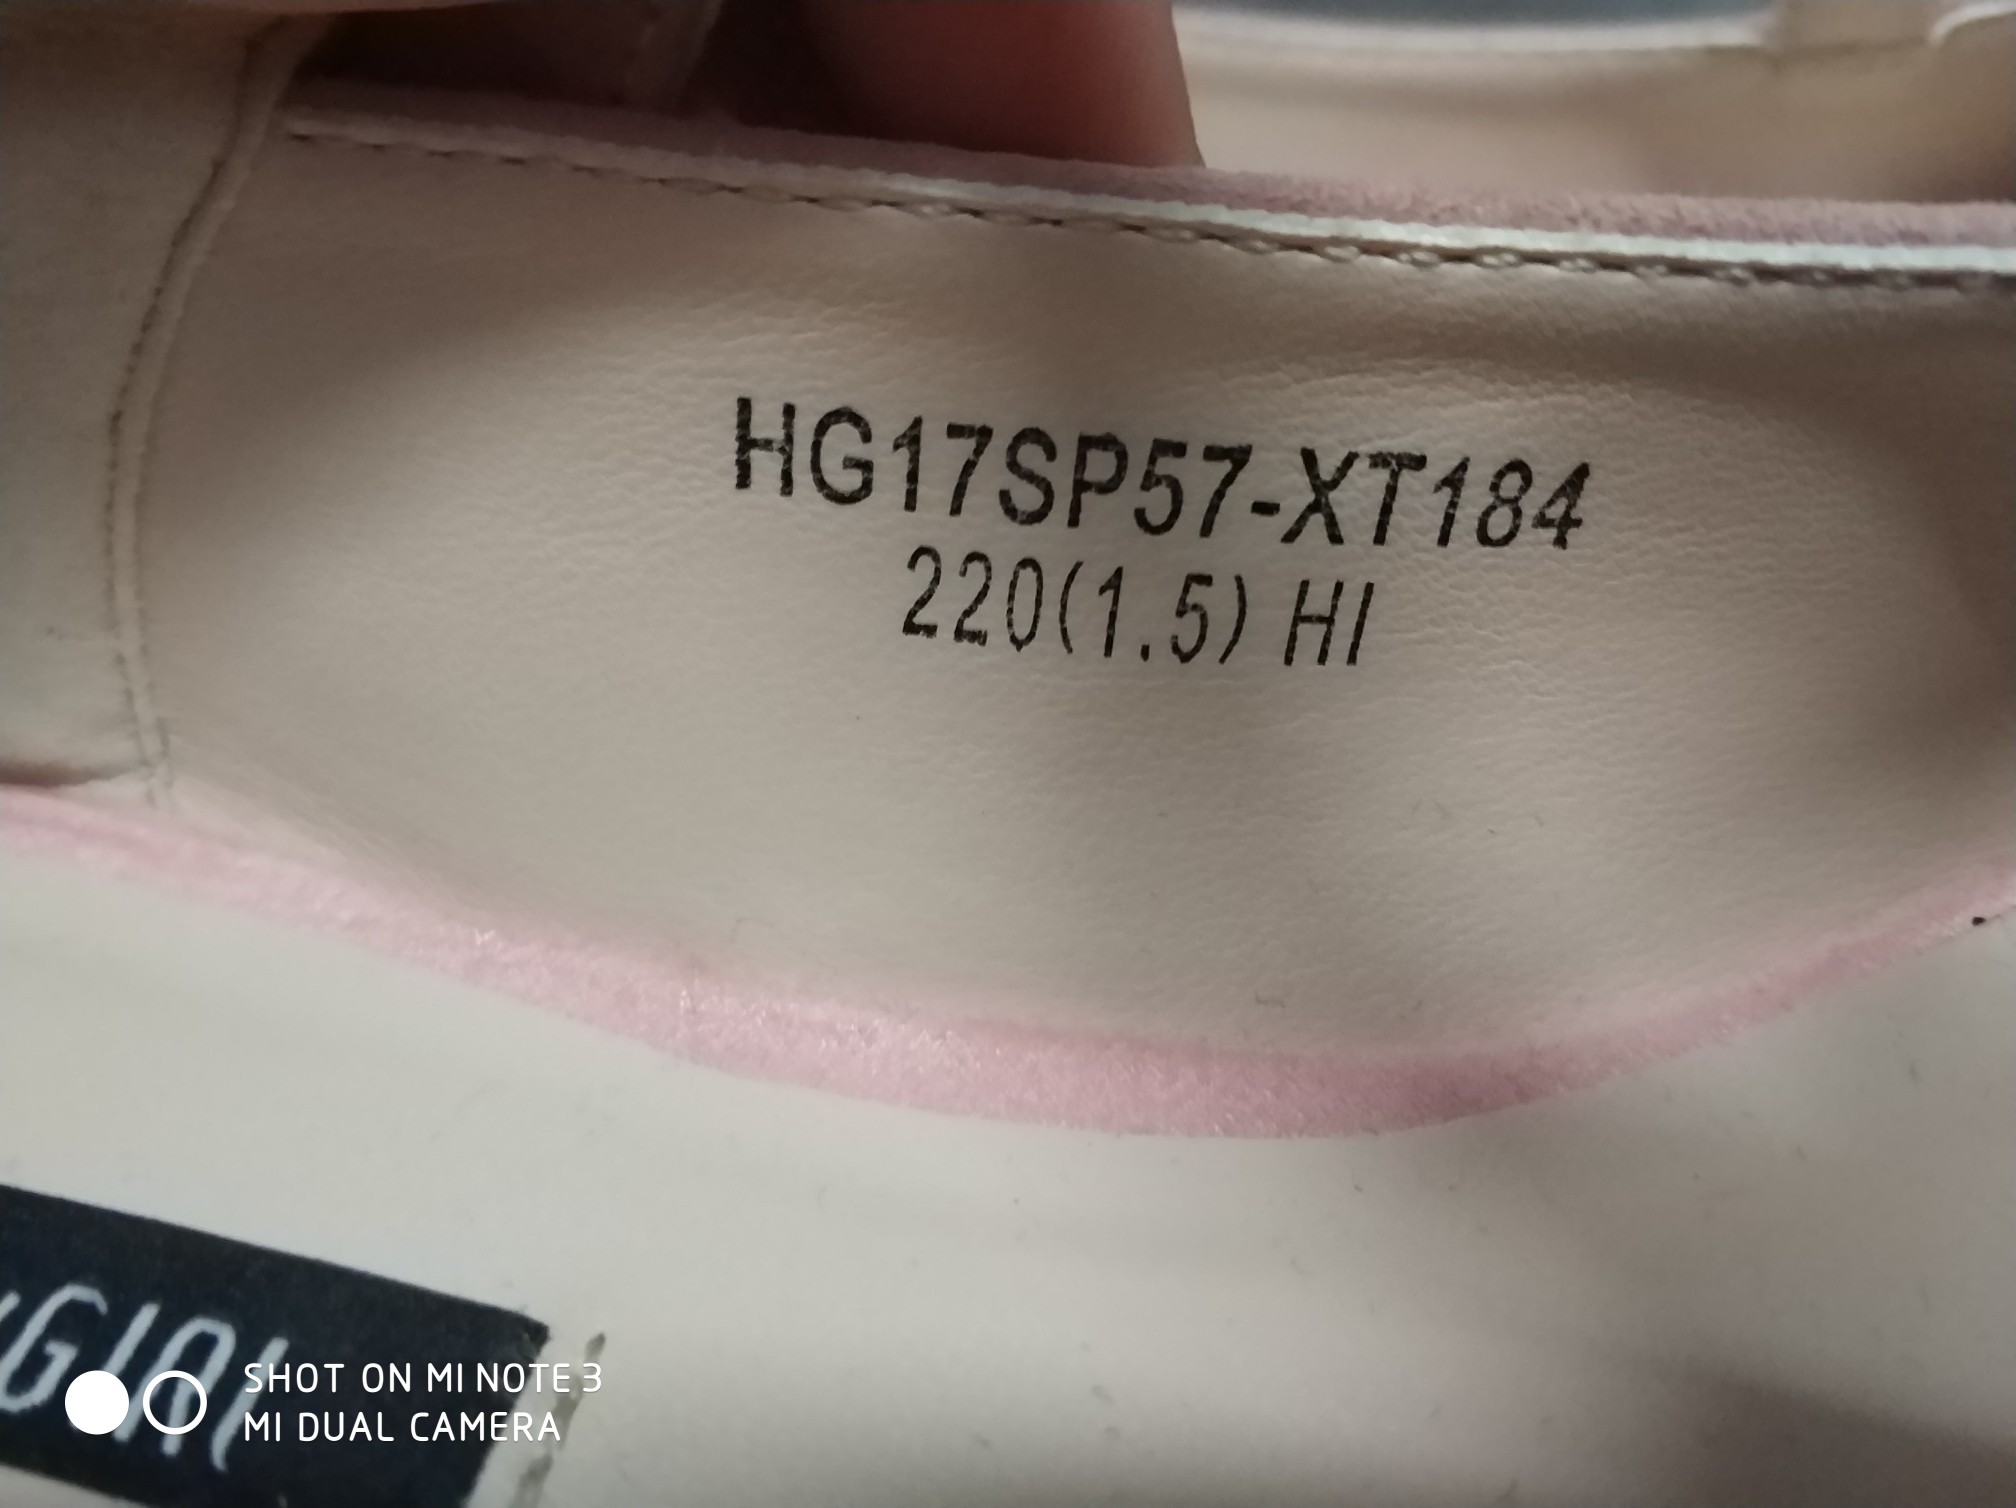 HG17SP57-XT184
220(1.5) HI
SHOT ON MI NOTE 3
MI DUAL CAMERA